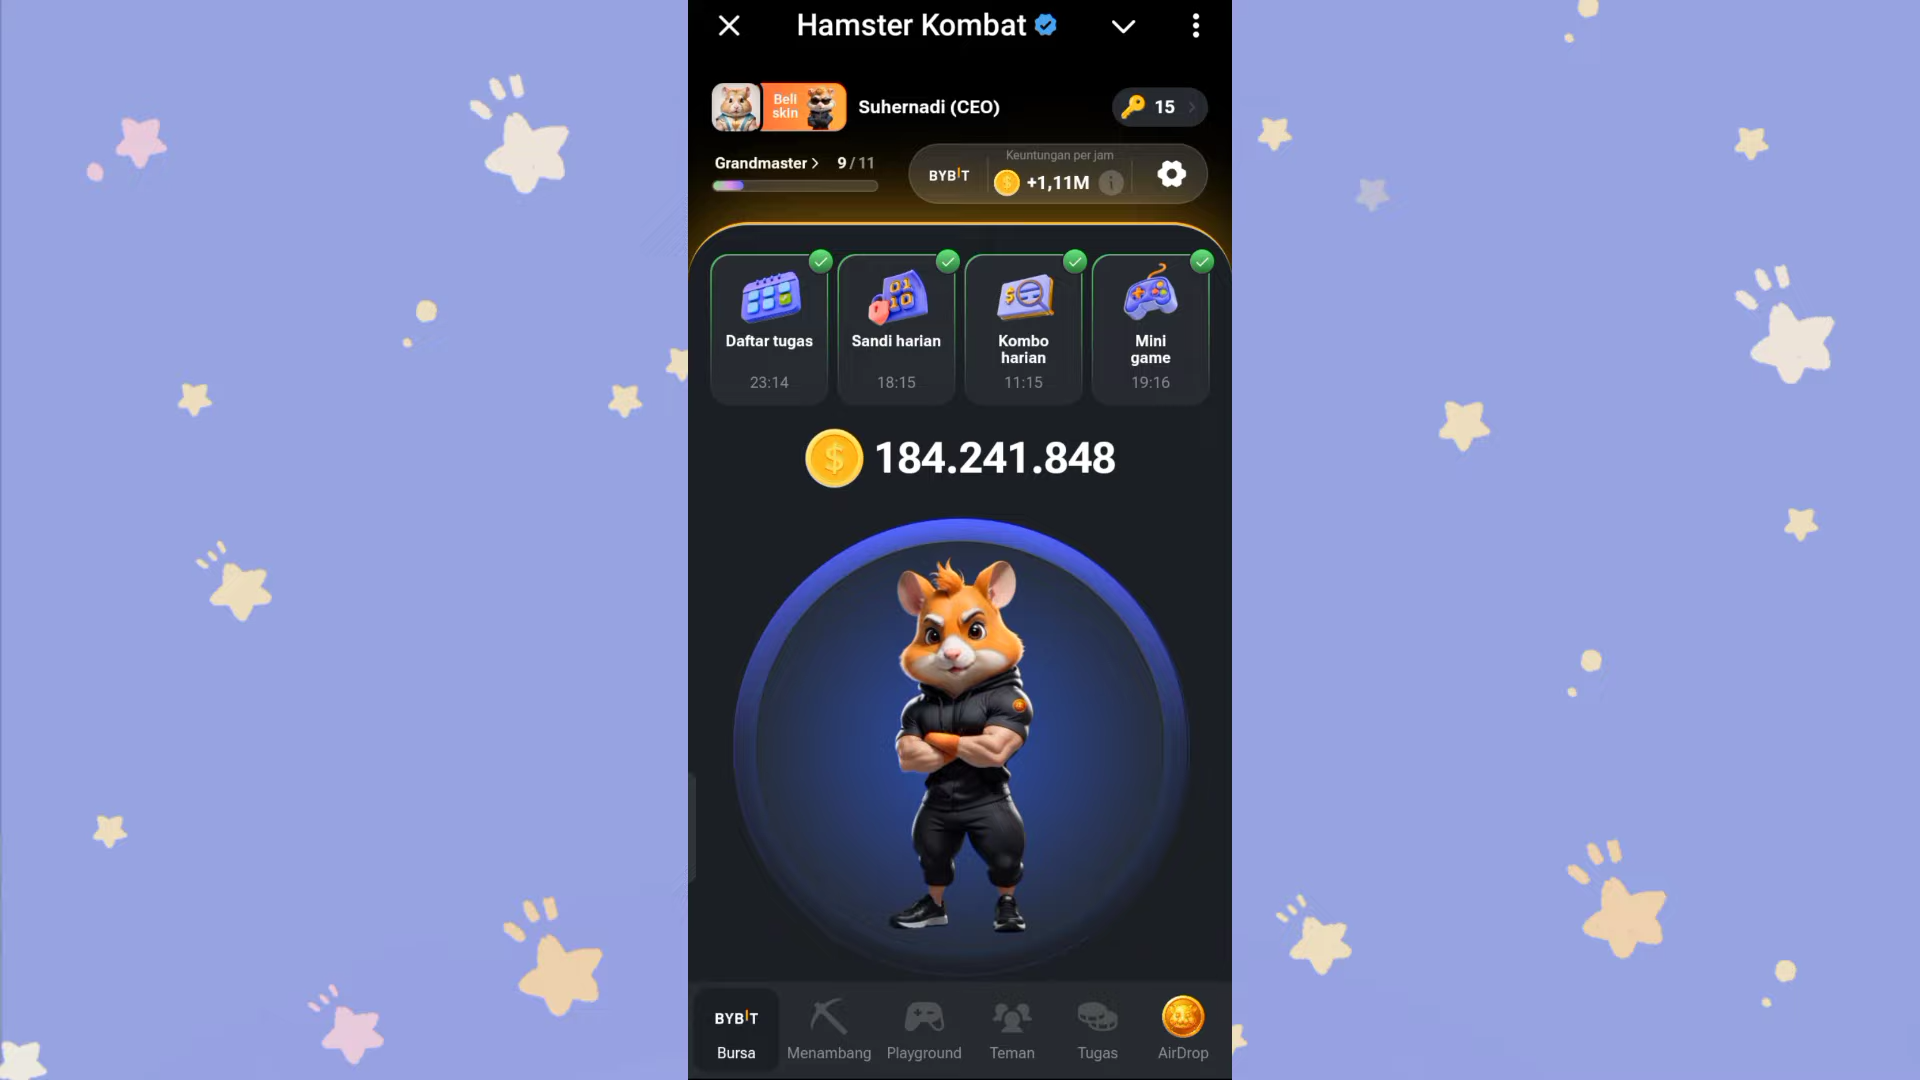 Hamster Kombat
Beli
skin
Suhernadi (CEO)
15
Grandmaster
9/11
BYBIT
Keuntungan per jam
+1,11M
Daftar tugas
23:14
Sandi harian
18:15
Kombo
harian
11:15
Mini
game
19:16
184.241.848
BYBIT
Bursa
Menambang
Playground
Teman
Tugas
AirDrop